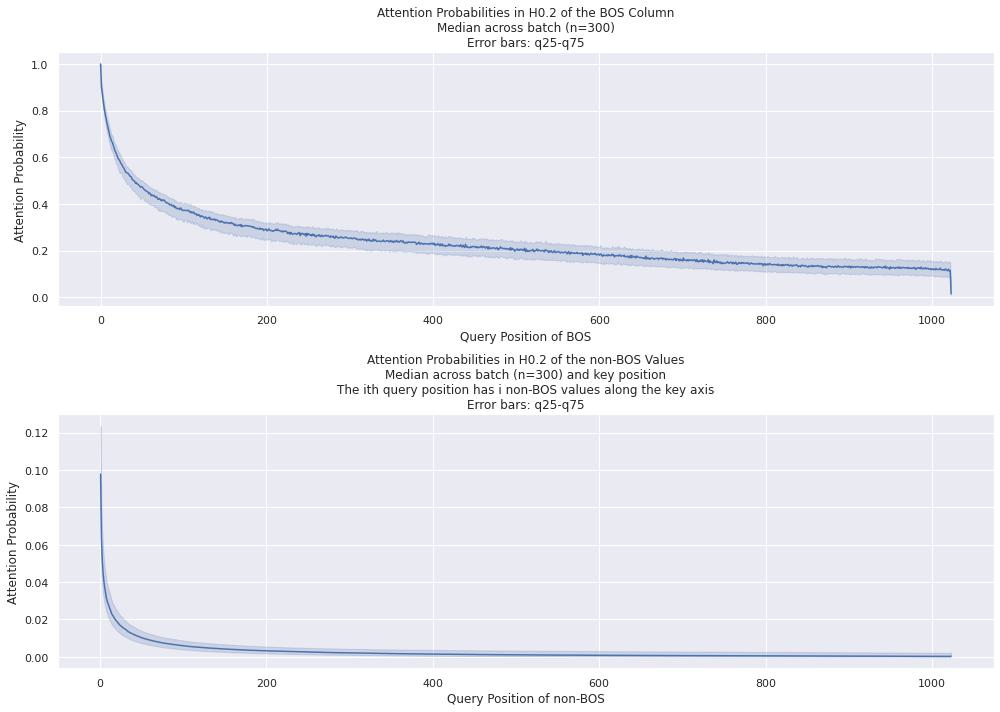 Attention Probabilities in H0.2 of the BOS Column
Median across batch (n=300)
Error bars: q25-q75
Attention Probability
1.0
0.8
0.6
0.4
0.2
0.0
0
200
400
600
800
1000
Query Position of BOS
Attention Probabilities in H0.2 of the non-BOS Values
Median across batch (n=300) and key position
The ith query position has i non-BOS values along the key axis
Error bars: q25-q75
Attention Probability
0.12
0.10
0.08
0.06
0.04
0.02
0.00
0
200
400
600
800
1000
Query Position of non-BOS